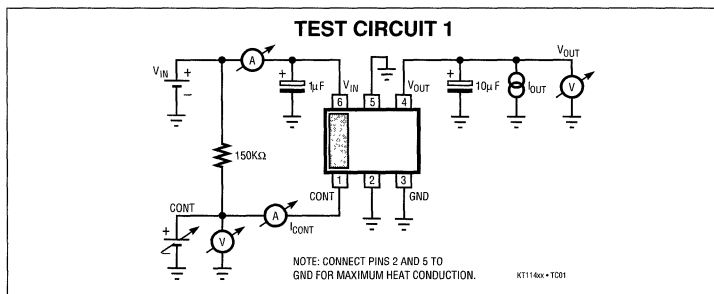 TEST CIRCUIT 1
V_OUT
A
V_IN
+
–
1µF
+
V_IN
V_OUT
6
5
4
+
10µF
I_OUT
V
150KΩ
1
2
3
CONT
GND
CONT
+
–
V
A
I_CONT
NOTE: CONNECT PINS 2 AND 5 TO
GND FOR MAXIMUM HEAT CONDUCTION.
KT114xx • TC01